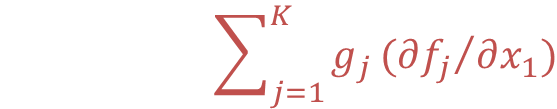 ∑_{j=1}^{K} g_j (∂f_j/∂x_1)